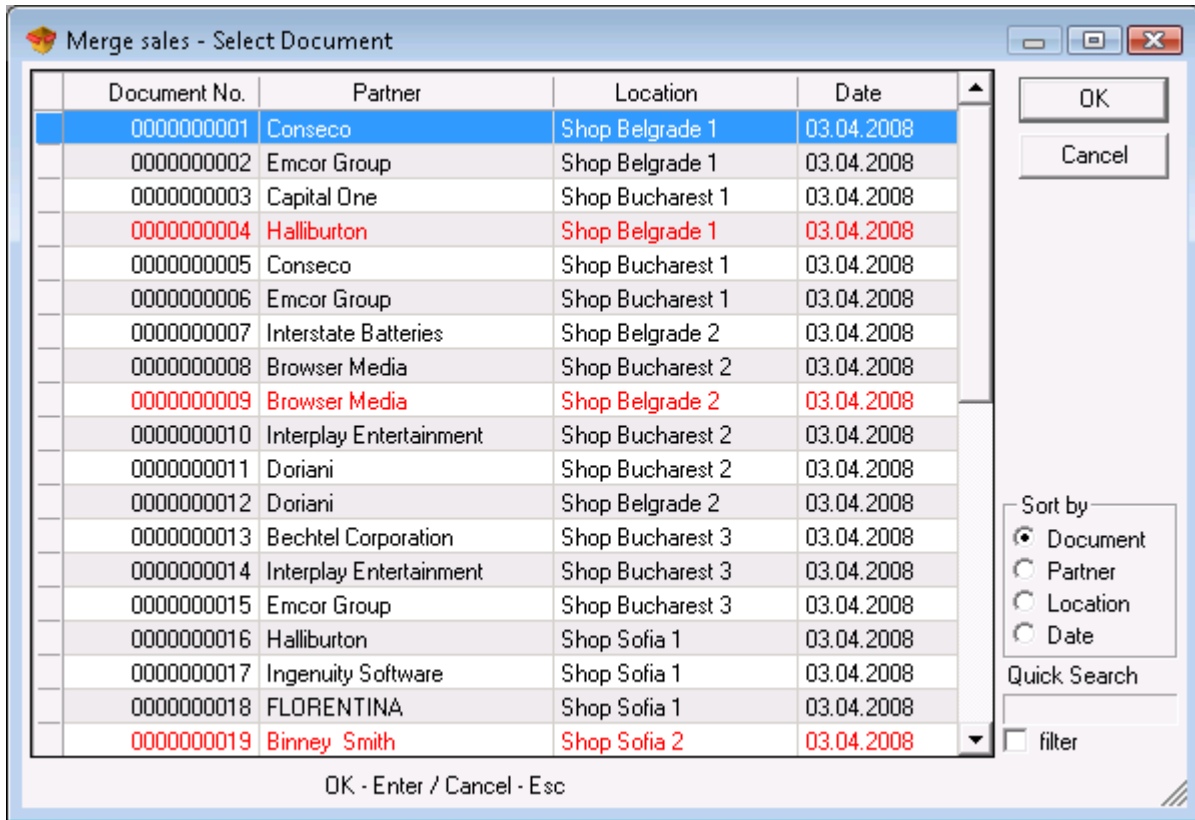 Merge sales - Select Document
Document No. Partner Location Date
0000000001 Conseco Shop Belgrade 1 03.04.2008
0000000002 Emcor Group Shop Belgrade 1 03.04.2008
0000000003 Capital One Shop Bucharest 1 03.04.2008
0000000004 Halliburton Shop Belgrade 1 03.04.2008
0000000005 Conseco Shop Bucharest 1 03.04.2008
0000000006 Emcor Group Shop Bucharest 1 03.04.2008
0000000007 Interstate Batteries Shop Belgrade 2 03.04.2008
0000000008 Browser Media Shop Bucharest 2 03.04.2008
0000000009 Browser Media Shop Belgrade 2 03.04.2008
0000000010 Interplay Entertainment Shop Bucharest 2 03.04.2008
0000000011 Doriani Shop Bucharest 2 03.04.2008
0000000012 Doriani Shop Belgrade 2 03.04.2008
0000000013 Bechtel Corporation Shop Bucharest 3 03.04.2008
0000000014 Interplay Entertainment Shop Bucharest 3 03.04.2008
0000000015 Emcor Group Shop Bucharest 3 03.04.2008
0000000016 Halliburton Shop Sofia 1 03.04.2008
0000000017 Ingenuity Software Shop Sofia 1 03.04.2008
0000000018 FLORENTINA Shop Sofia 1 03.04.2008
0000000019 Binney Smith Shop Sofia 2 03.04.2008
OK
Cancel
Sort by
Document
Partner
Location
Date
Quick Search
filter
OK - Enter / Cancel - Esc